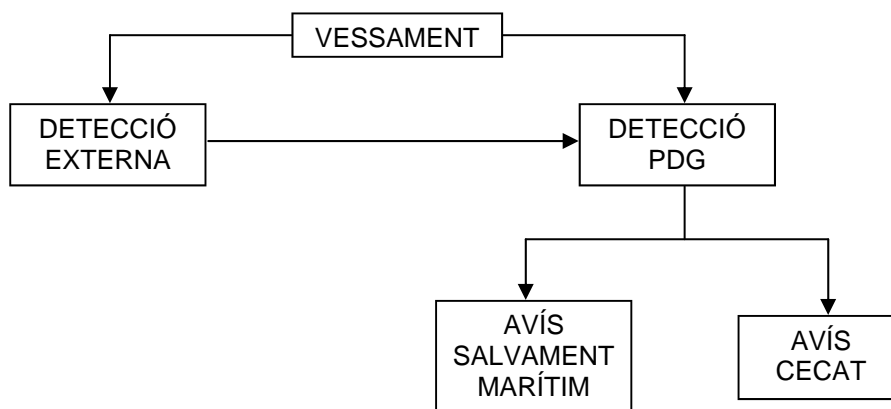 VESSAMENT
DETECCIÓ
EXTERNA
DETECCIÓ
PDG
AVÍS
SALVAMENT
MARÍTIM
AVÍS
CECAT